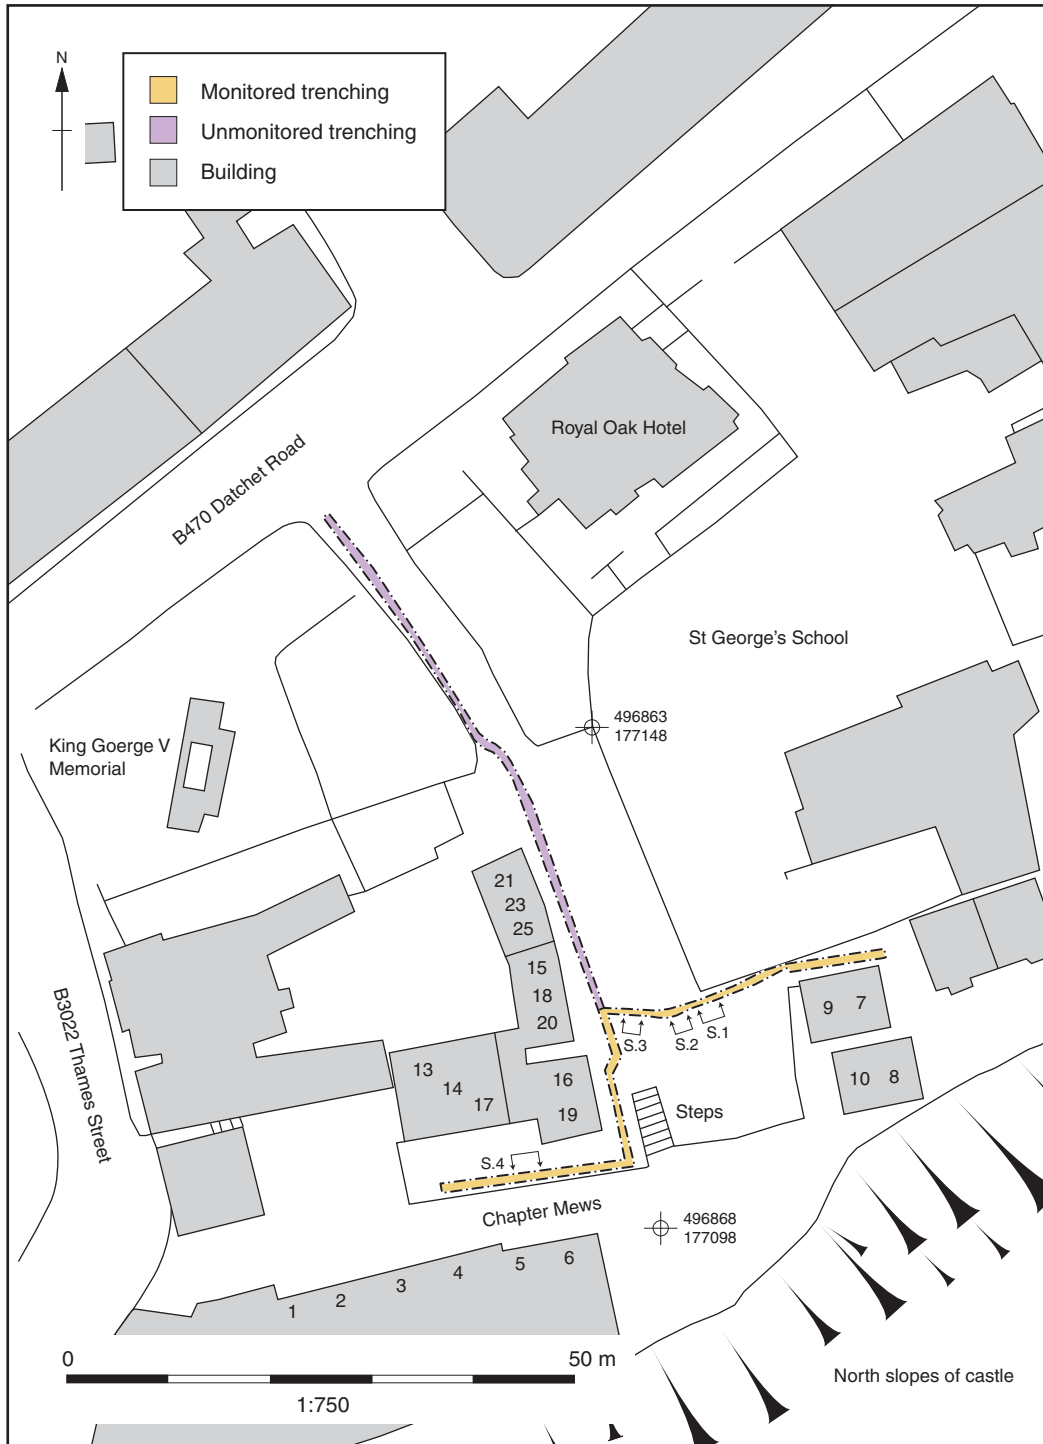 N
Monitored trenching
Unmonitored trenching
Building
Royal Oak Hotel
B470 Datchet Road
St George's School
496863
177148
King Goerge V
Memorial
21
23
25
15
18
20
9 7
S.1
S.2
S.3
13
14
17
16
19
10 8
Steps
B3022 Thames Street
S.4
Chapter Mews
496868
177098
1
2
3
4
5
6
0 50 m
1:750
North slopes of castle